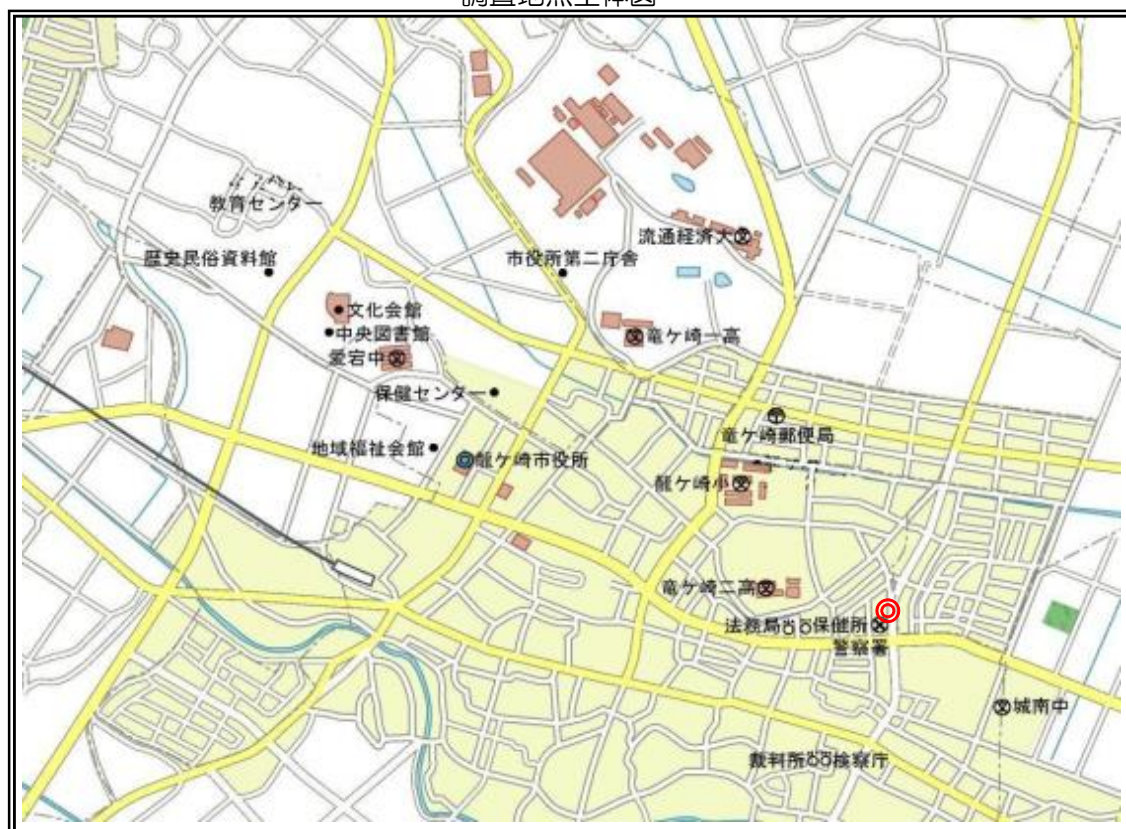 調査地点全体図
教育センター
流通経済大
歴史民俗資料館
市役所第二庁舎
文化会館
中央図書館
竜ケ崎一高
愛宕中
保健センター
竜ケ崎郵便局
地域福祉会館
龍ケ崎市役所
龍ケ崎小
竜ケ崎二高
法務局
保健所
警察署
城南中
裁判所
検察庁